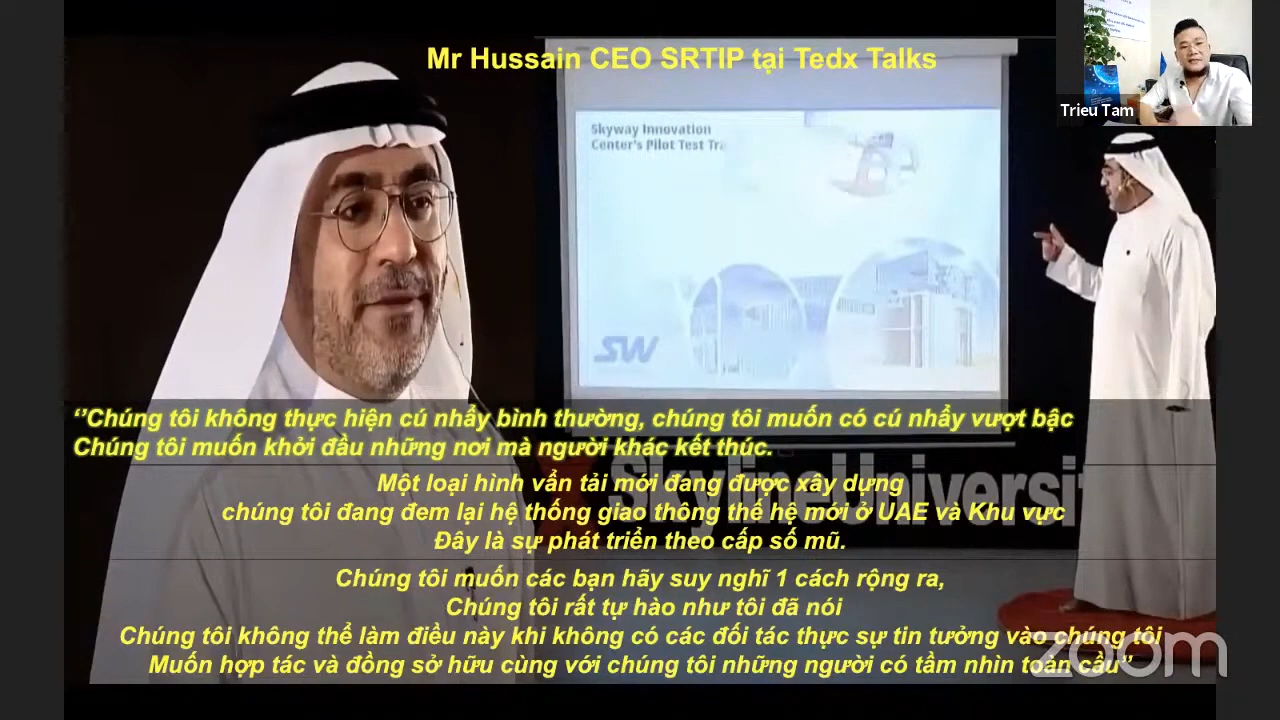 Mr Hussain CEO SRTIP tại Tedx Talks
Trieu Tam
Skyway Innovation
Center's Pilot Test Tra
SW
‘’Chúng tôi không thực hiện cú nhẩy bình thường, chúng tôi muốn có cú nhẩy vượt bậc
Chúng tôi muốn khởi đầu những nơi mà người khác kết thúc.
SkylineUniversit
Một loại hình vẩn tải mới đang được xây dựng
chúng tôi đang đem lại hệ thống giao thông thế hệ mới ở UAE và Khu vực
Đây là sự phát triển theo cấp số mũ.
Chúng tôi muốn các bạn hãy suy nghĩ 1 cách rộng ra,
Chúng tôi rất tự hào như tôi đã nói
Chúng tôi không thể làm điều này khi không có các đối tác thực sự tin tưởng vào chúng tôi
Muốn hợp tác và đồng sở hữu cùng với chúng tôi những người có tầm nhìn toàn cầu’’
zoom